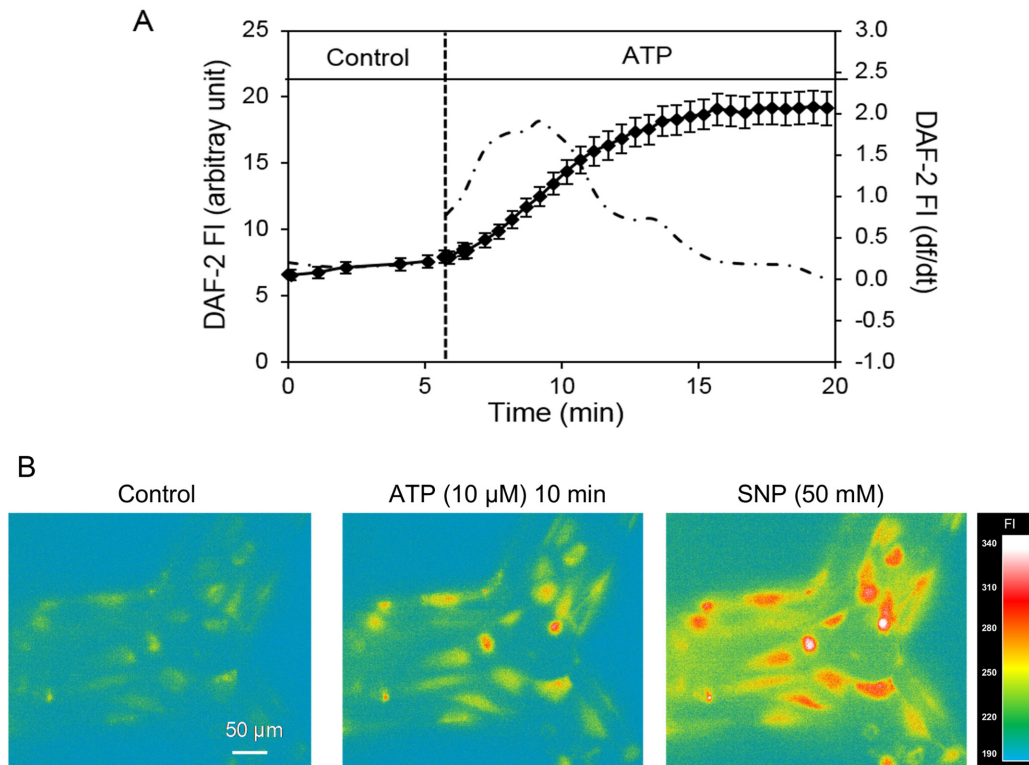 A
Control ATP
25
20
15
10
5
0
3.0
2.5
2.0
1.5
1.0
0.5
0.0
-0.5
-1.0
DAF-2 FI (arbitray unit)
DAF-2 FI (df/dt)
0 5 10 15 20
Time (min)
B
Control ATP (10 µM) 10 min SNP (50 mM)
FI
340
310
290
250
220
190
50 µm